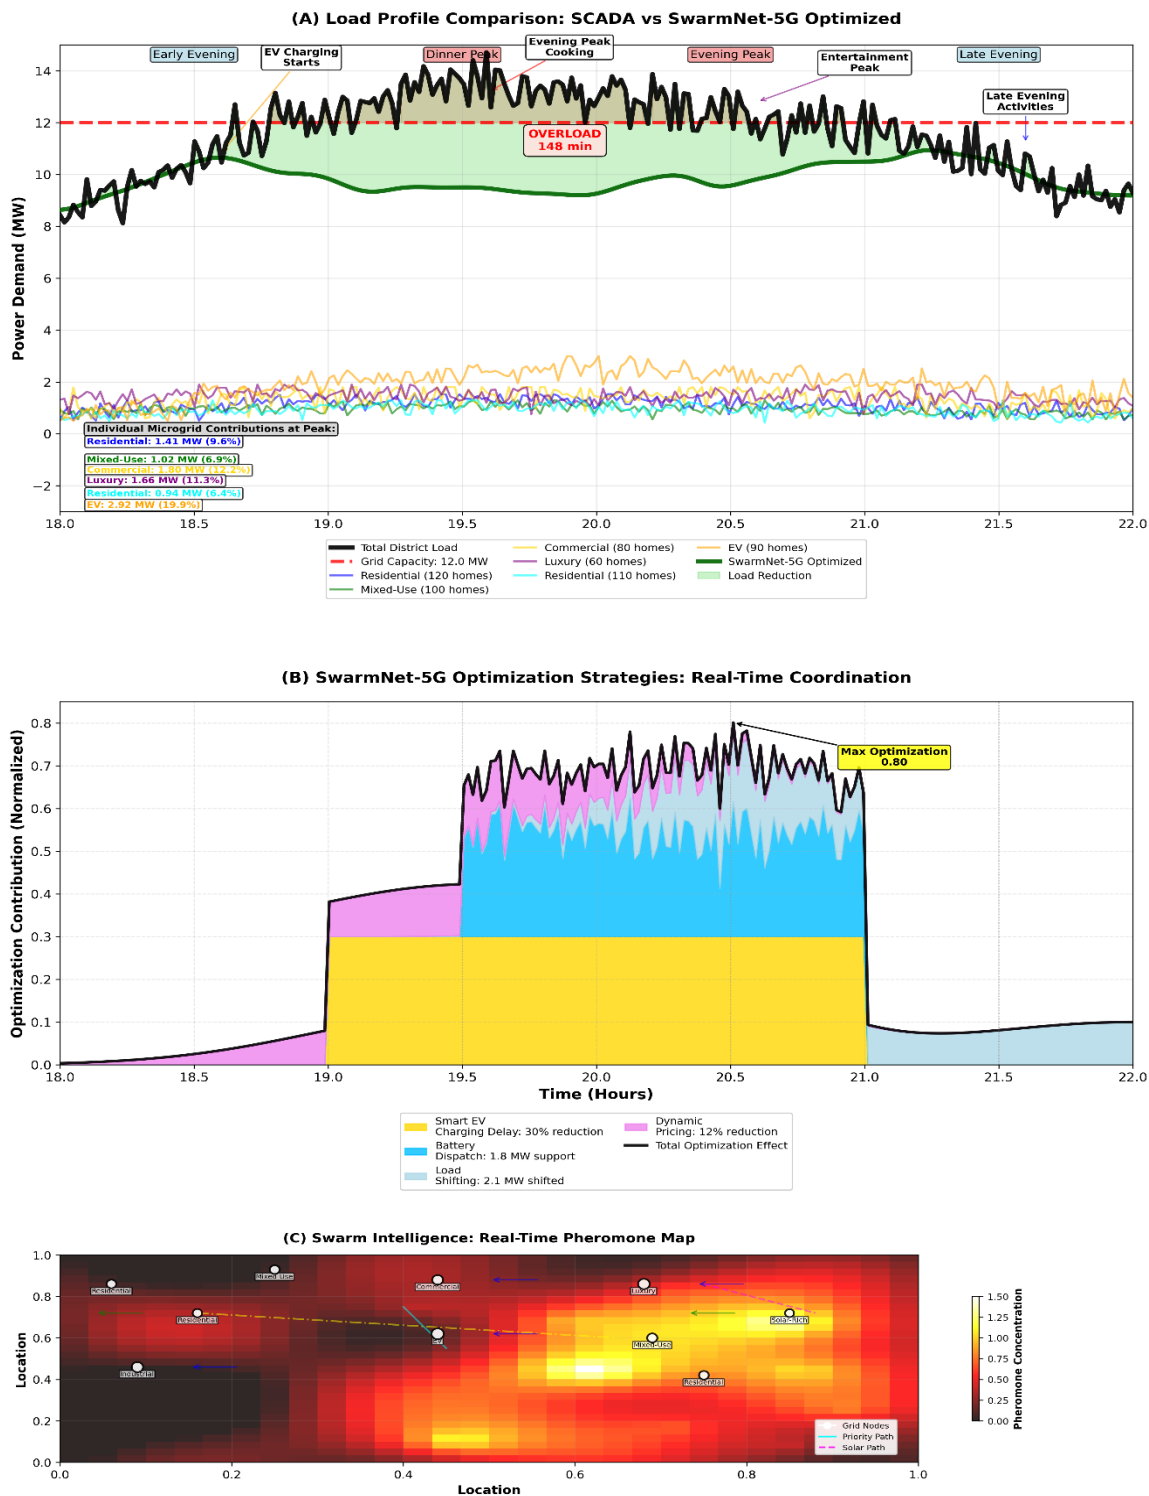 (A) Load Profile Comparison: SCADA vs SwarmNet-5G Optimized
Early Evening
EV Charging
Starts
Dinner Peak
Evening Peak
Cooking
Evening Peak
Entertainment
Peak
Late Evening
Late Evening
Activities
OVERLOAD
148 min
Power Demand (MW)
14
12
10
8
6
4
2
0
−2
Individual Microgrid Contributions at Peak:
Residential: 1.41 MW (9.6%)
Mixed-Use: 1.02 MW (6.9%)
Commercial: 1.80 MW (12.2%)
Luxury: 1.66 MW (11.3%)
Residential: 0.94 MW (6.4%)
EV: 2.92 MW (19.9%)
18.0 18.5 19.0 19.5 20.0 20.5 21.0 21.5 22.0
Total District Load
Grid Capacity: 12.0 MW
Residential (120 homes)
Mixed-Use (100 homes)
Commercial (80 homes)
Luxury (60 homes)
Residential (110 homes)
EV (90 homes)
SwarmNet-5G Optimized
Load Reduction
(B) SwarmNet-5G Optimization Strategies: Real-Time Coordination
Optimization Contribution (Normalized)
0.8
0.7
0.6
0.5
0.4
0.3
0.2
0.1
0.0
Max Optimization
0.80
18.0 18.5 19.0 19.5 20.0 20.5 21.0 21.5 22.0
Time (Hours)
Smart EV
Charging Delay: 30% reduction
Battery
Dispatch: 1.8 MW support
Load
Shifting: 2.1 MW shifted
Dynamic
Pricing: 12% reduction
Total Optimization Effect
(C) Swarm Intelligence: Real-Time Pheromone Map
Location
1.0
0.8
0.6
0.4
0.2
0.0
Residential
Mixed-Use
Commercial
Luxury
Residential
EV
Solar-Rich
Mixed-Use
Industrial
Residential
Grid Nodes
Priority Path
Solar Path
0.0 0.2 0.4 0.6 0.8 1.0
Location
1.50
1.25
1.00
0.75
0.50
0.25
0.00
Pheromone Concentration